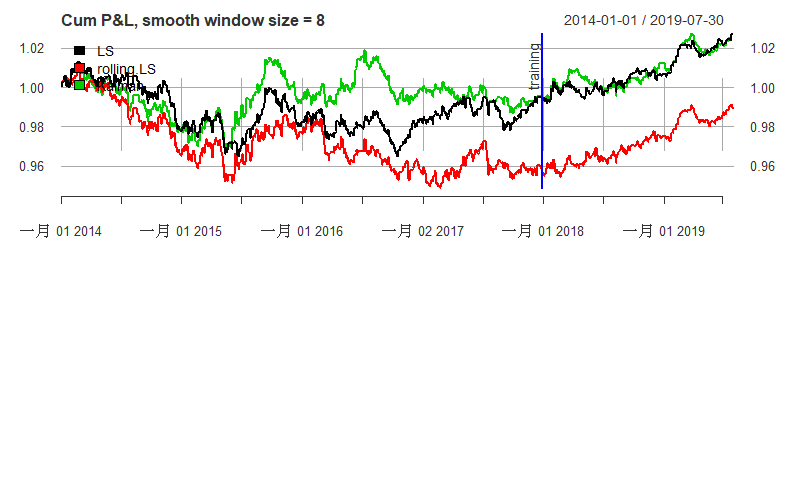 Cum P&L, smooth window size = 8
2014-01-01 / 2019-07-30
LS
rolling LS
training
1.02
1.00
0.98
0.96
1.02
1.00
0.98
0.96
一月 01 2014
一月 01 2015
一月 01 2016
一月 02 2017
一月 01 2018
一月 01 2019